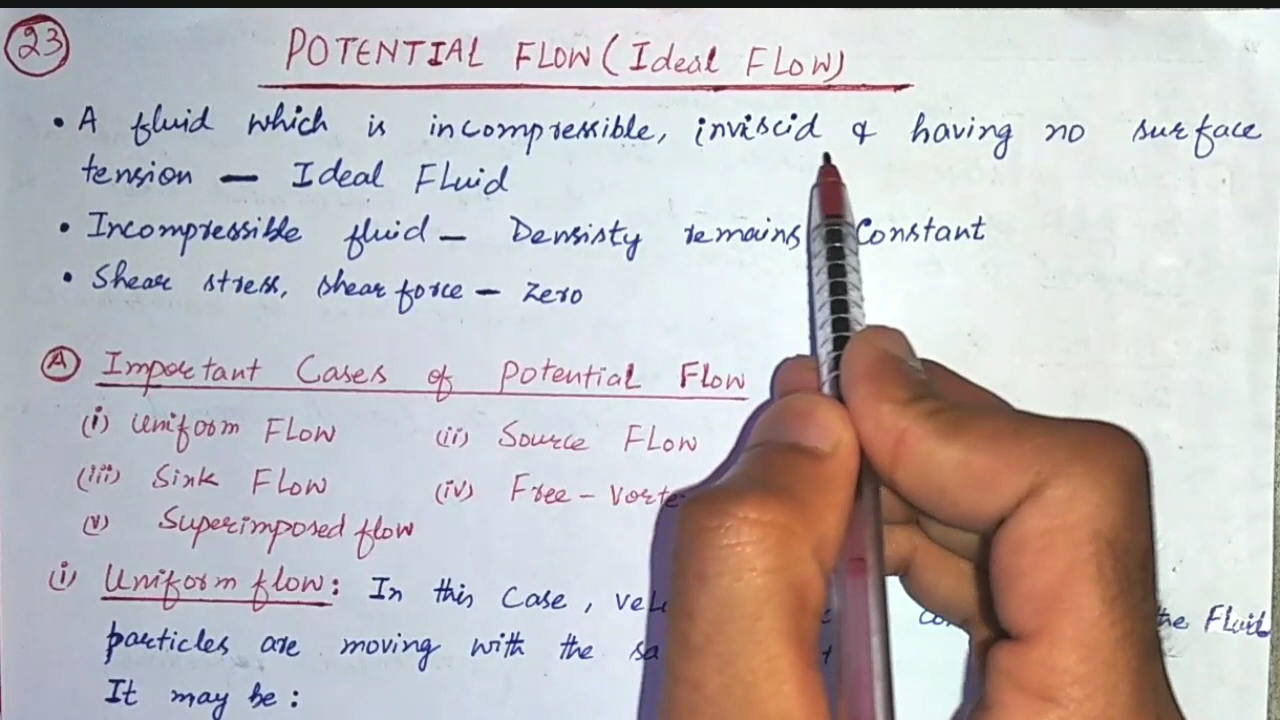 23
POTENTIAL FLOW (Ideal FLOW)
• A fluid which is incompressible, inviscid & having no surface
tension — Ideal Fluid
• Incompressible fluid — Densisty remains Constant
• Shear stress, shear force — Zero
A Important Cases of Potential Flow
(i) Uniform Flow (ii) Source Flow
(iii) Sink Flow (iv) Free -
(v) Superimposed flow
(i) Uniform flow: In this case, the Fluid
particles are moving with the
It may be: